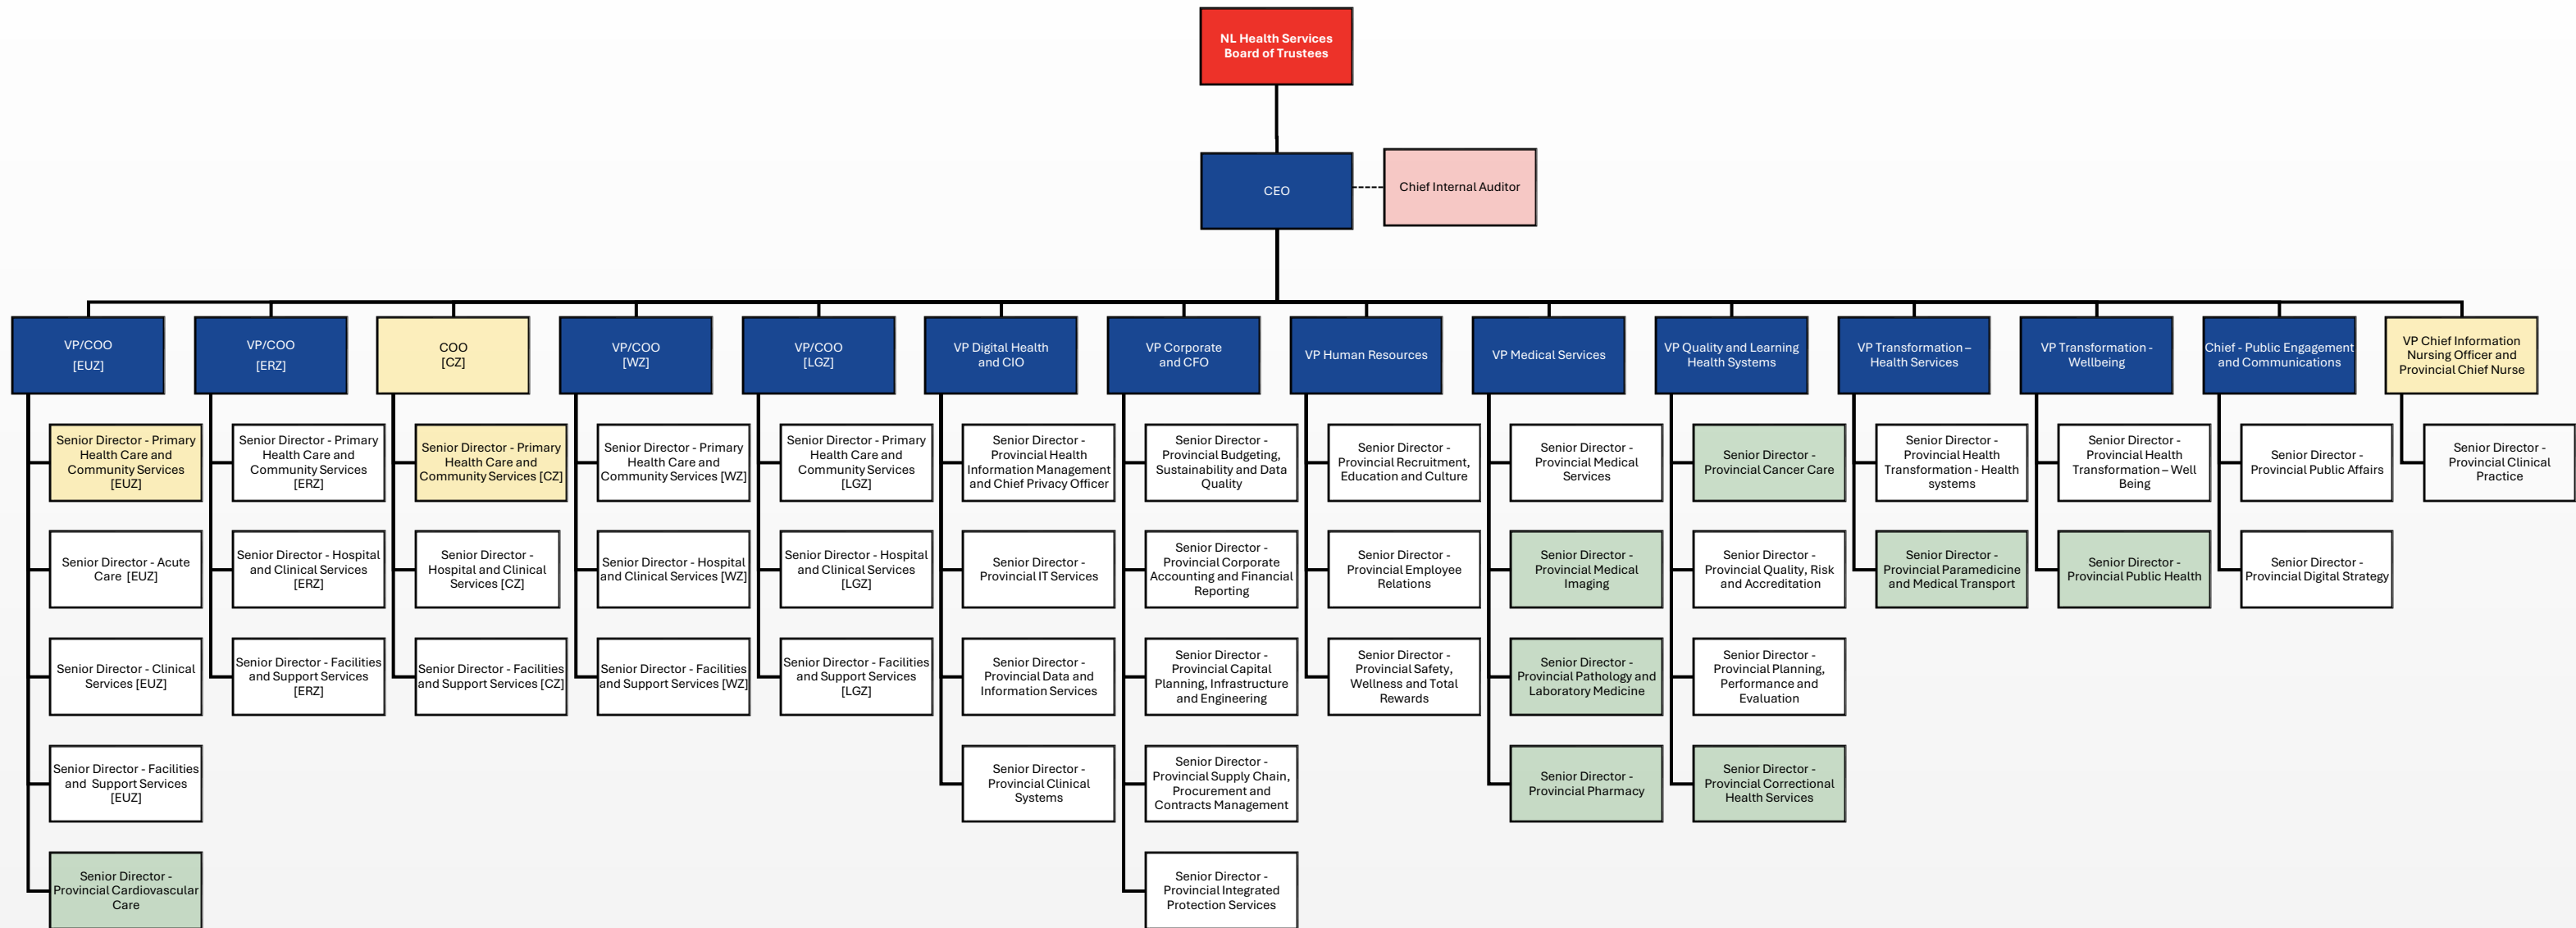 NL Health Services
Board of Trustees
CEO
Chief Internal Auditor
VP/COO
[EUZ]
VP/COO
[ERZ]
COO
[CZ]
VP/COO
[WZ]
VP/COO
[LGZ]
VP Digital Health
and CIO
VP Corporate
and CFO
VP Human Resources
VP Medical Services
VP Quality and Learning
Health Systems
VP Transformation –
Health Services
VP Transformation -
Wellbeing
Chief - Public Engagement
and Communications
VP Chief Information
Nursing Officer and
Provincial Chief Nurse
Senior Director - Primary
Health Care and
Community Services
[EUZ]
Senior Director - Primary
Health Care and
Community Services
[ERZ]
Senior Director - Primary
Health Care and
Community Services [CZ]
Senior Director - Primary
Health Care and
Community Services [WZ]
Senior Director - Primary
Health Care and
Community Services
[LGZ]
Senior Director -
Provincial Health
Information Management
and Chief Privacy Officer
Senior Director -
Provincial Budgeting,
Sustainability and Data
Quality
Senior Director -
Provincial Recruitment,
Education and Culture
Senior Director -
Provincial Medical
Services
Senior Director -
Provincial Cancer Care
Senior Director -
Provincial Health
Transformation - Health
systems
Senior Director -
Provincial Health
Transformation – Well
Being
Senior Director -
Provincial Public Affairs
Senior Director -
Provincial Clinical
Practice
Senior Director - Acute
Care [EUZ]
Senior Director - Hospital
and Clinical Services
[ERZ]
Senior Director -
Hospital and Clinical
Services [CZ]
Senior Director - Hospital
and Clinical Services [WZ]
Senior Director - Hospital
and Clinical Services
[LGZ]
Senior Director -
Provincial IT Services
Senior Director -
Provincial Corporate
Accounting and Financial
Reporting
Senior Director -
Provincial Employee
Relations
Senior Director -
Provincial Medical
Imaging
Senior Director -
Provincial Quality, Risk
and Accreditation
Senior Director -
Provincial Paramedicine
and Medical Transport
Senior Director -
Provincial Public Health
Senior Director -
Provincial Digital Strategy
Senior Director - Clinical
Services [EUZ]
Senior Director - Facilities
and Support Services
[ERZ]
Senior Director - Facilities
and Support Services [CZ]
Senior Director - Facilities
and Support Services [WZ]
Senior Director - Facilities
and Support Services
[LGZ]
Senior Director -
Provincial Data and
Information Services
Senior Director -
Provincial Capital
Planning, Infrastructure
and Engineering
Senior Director -
Provincial Safety,
Wellness and Total
Rewards
Senior Director -
Provincial Pathology and
Laboratory Medicine
Senior Director -
Provincial Planning,
Performance and
Evaluation
Senior Director - Facilities
and Support Services
[EUZ]
Senior Director -
Provincial Clinical
Systems
Senior Director -
Provincial Supply Chain,
Procurement and
Contracts Management
Senior Director -
Provincial Pharmacy
Senior Director -
Provincial Correctional
Health Services
Senior Director -
Provincial Cardiovascular
Care
Senior Director -
Provincial Integrated
Protection Services